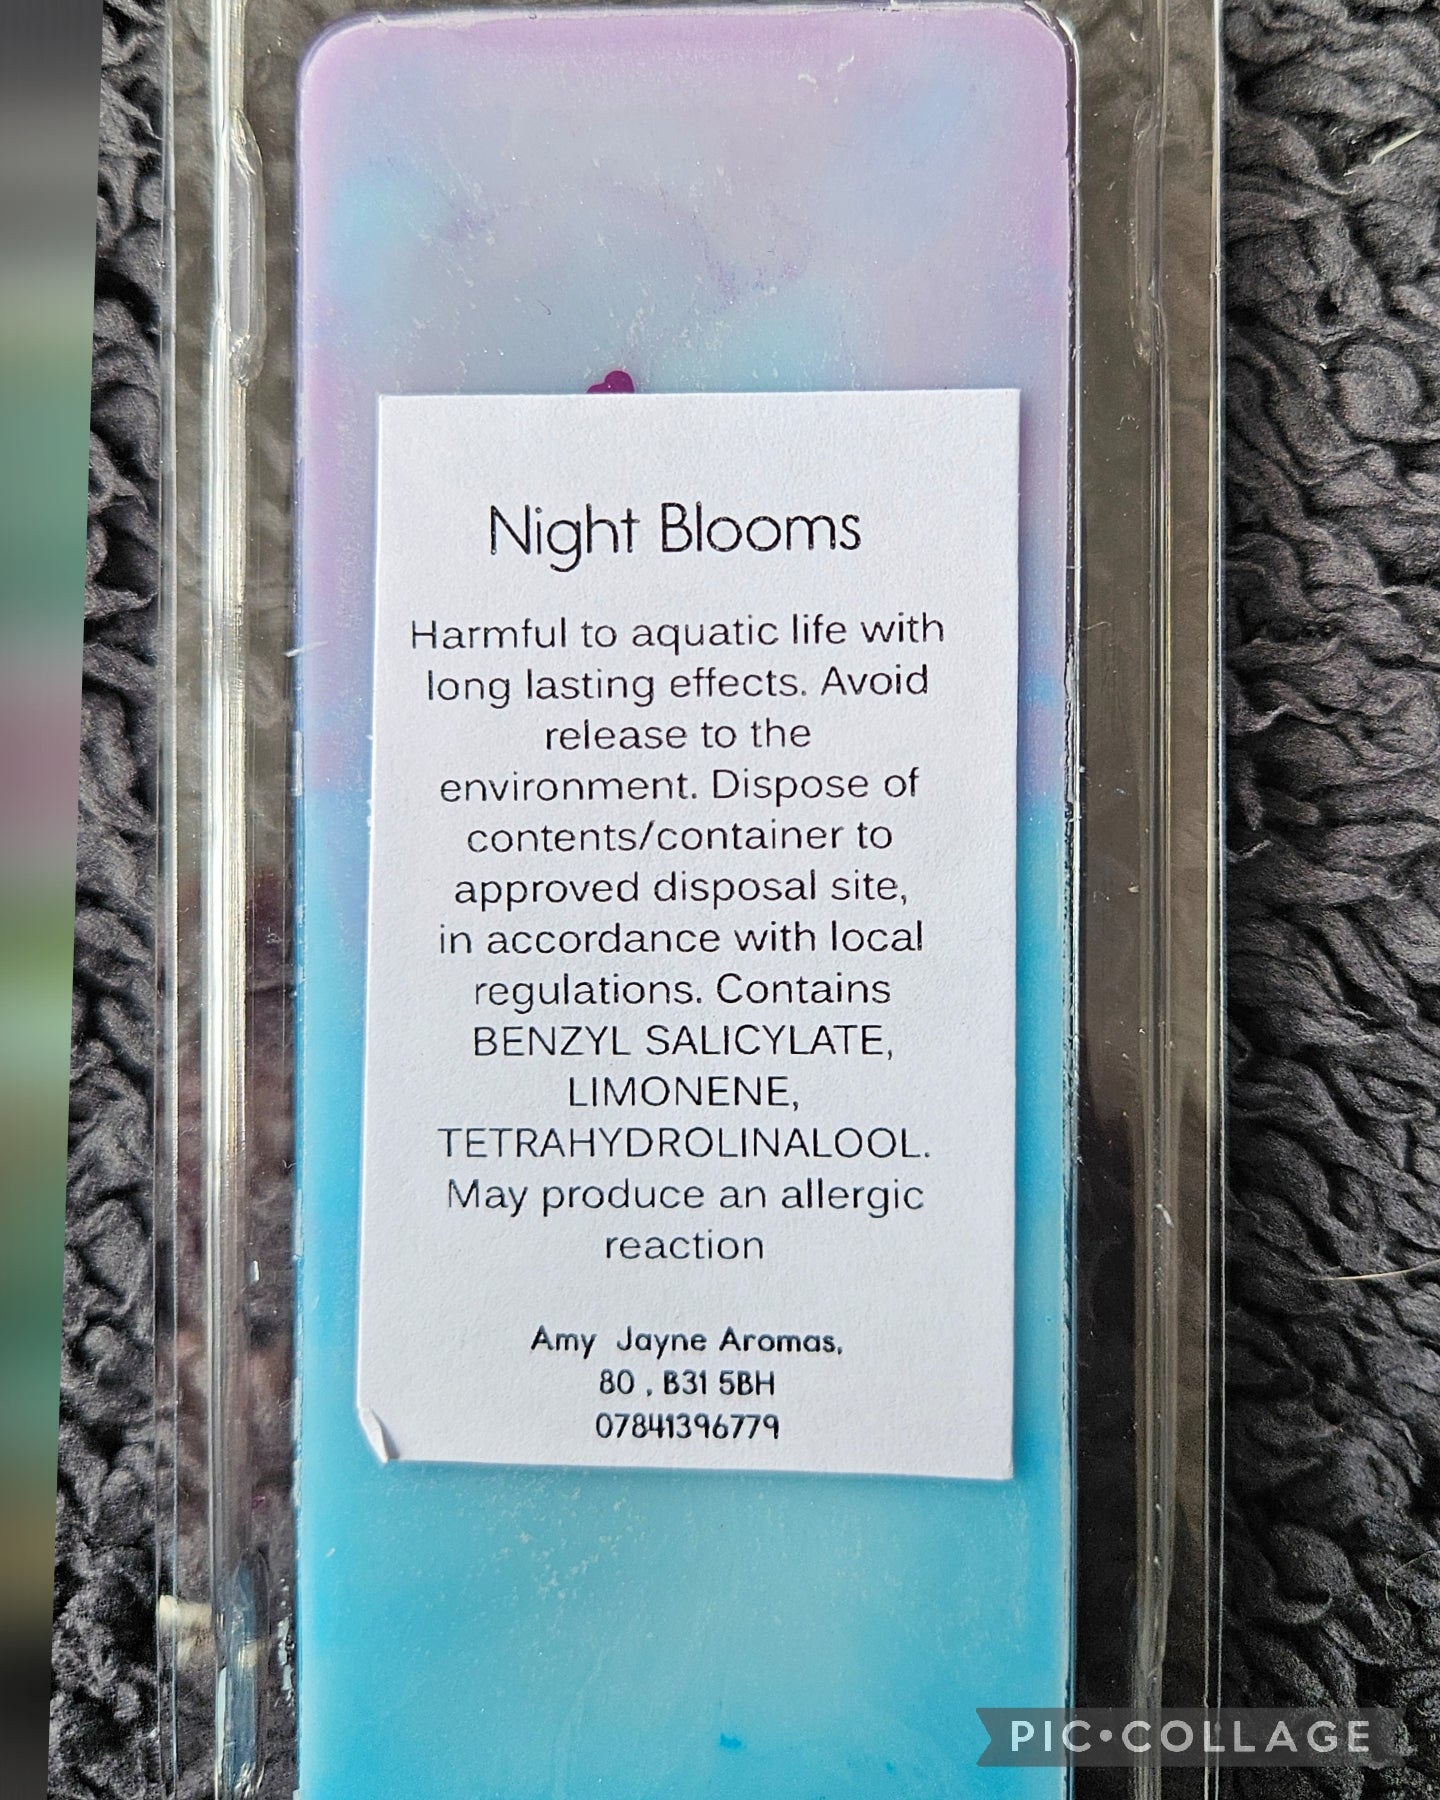 Night Blooms
Harmful to aquatic life with
long lasting effects. Avoid
release to the
environment. Dispose of
contents/container to
approved disposal site,
in accordance with local
regulations. Contains
BENZYL SALICYLATE,
LIMONENE,
TETRAHYDROLINALOOL.
May produce an allergic
reaction
Amy Jayne Aromas,
80 , B31 5BH
07841396779
PIC•COLLAGE